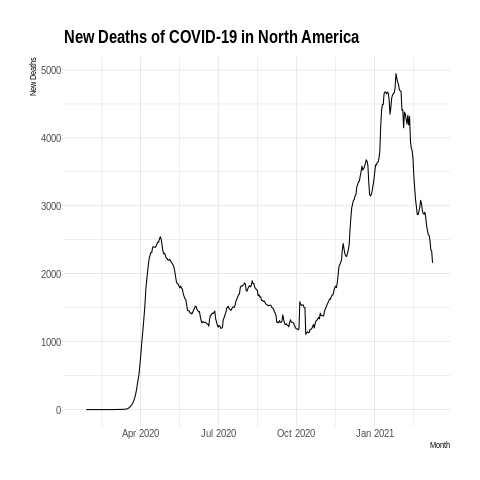 New Deaths of COVID-19 in North America
New Deaths
5000
4000
3000
2000
1000
0
Apr 2020
Jul 2020
Oct 2020
Jan 2021
Month